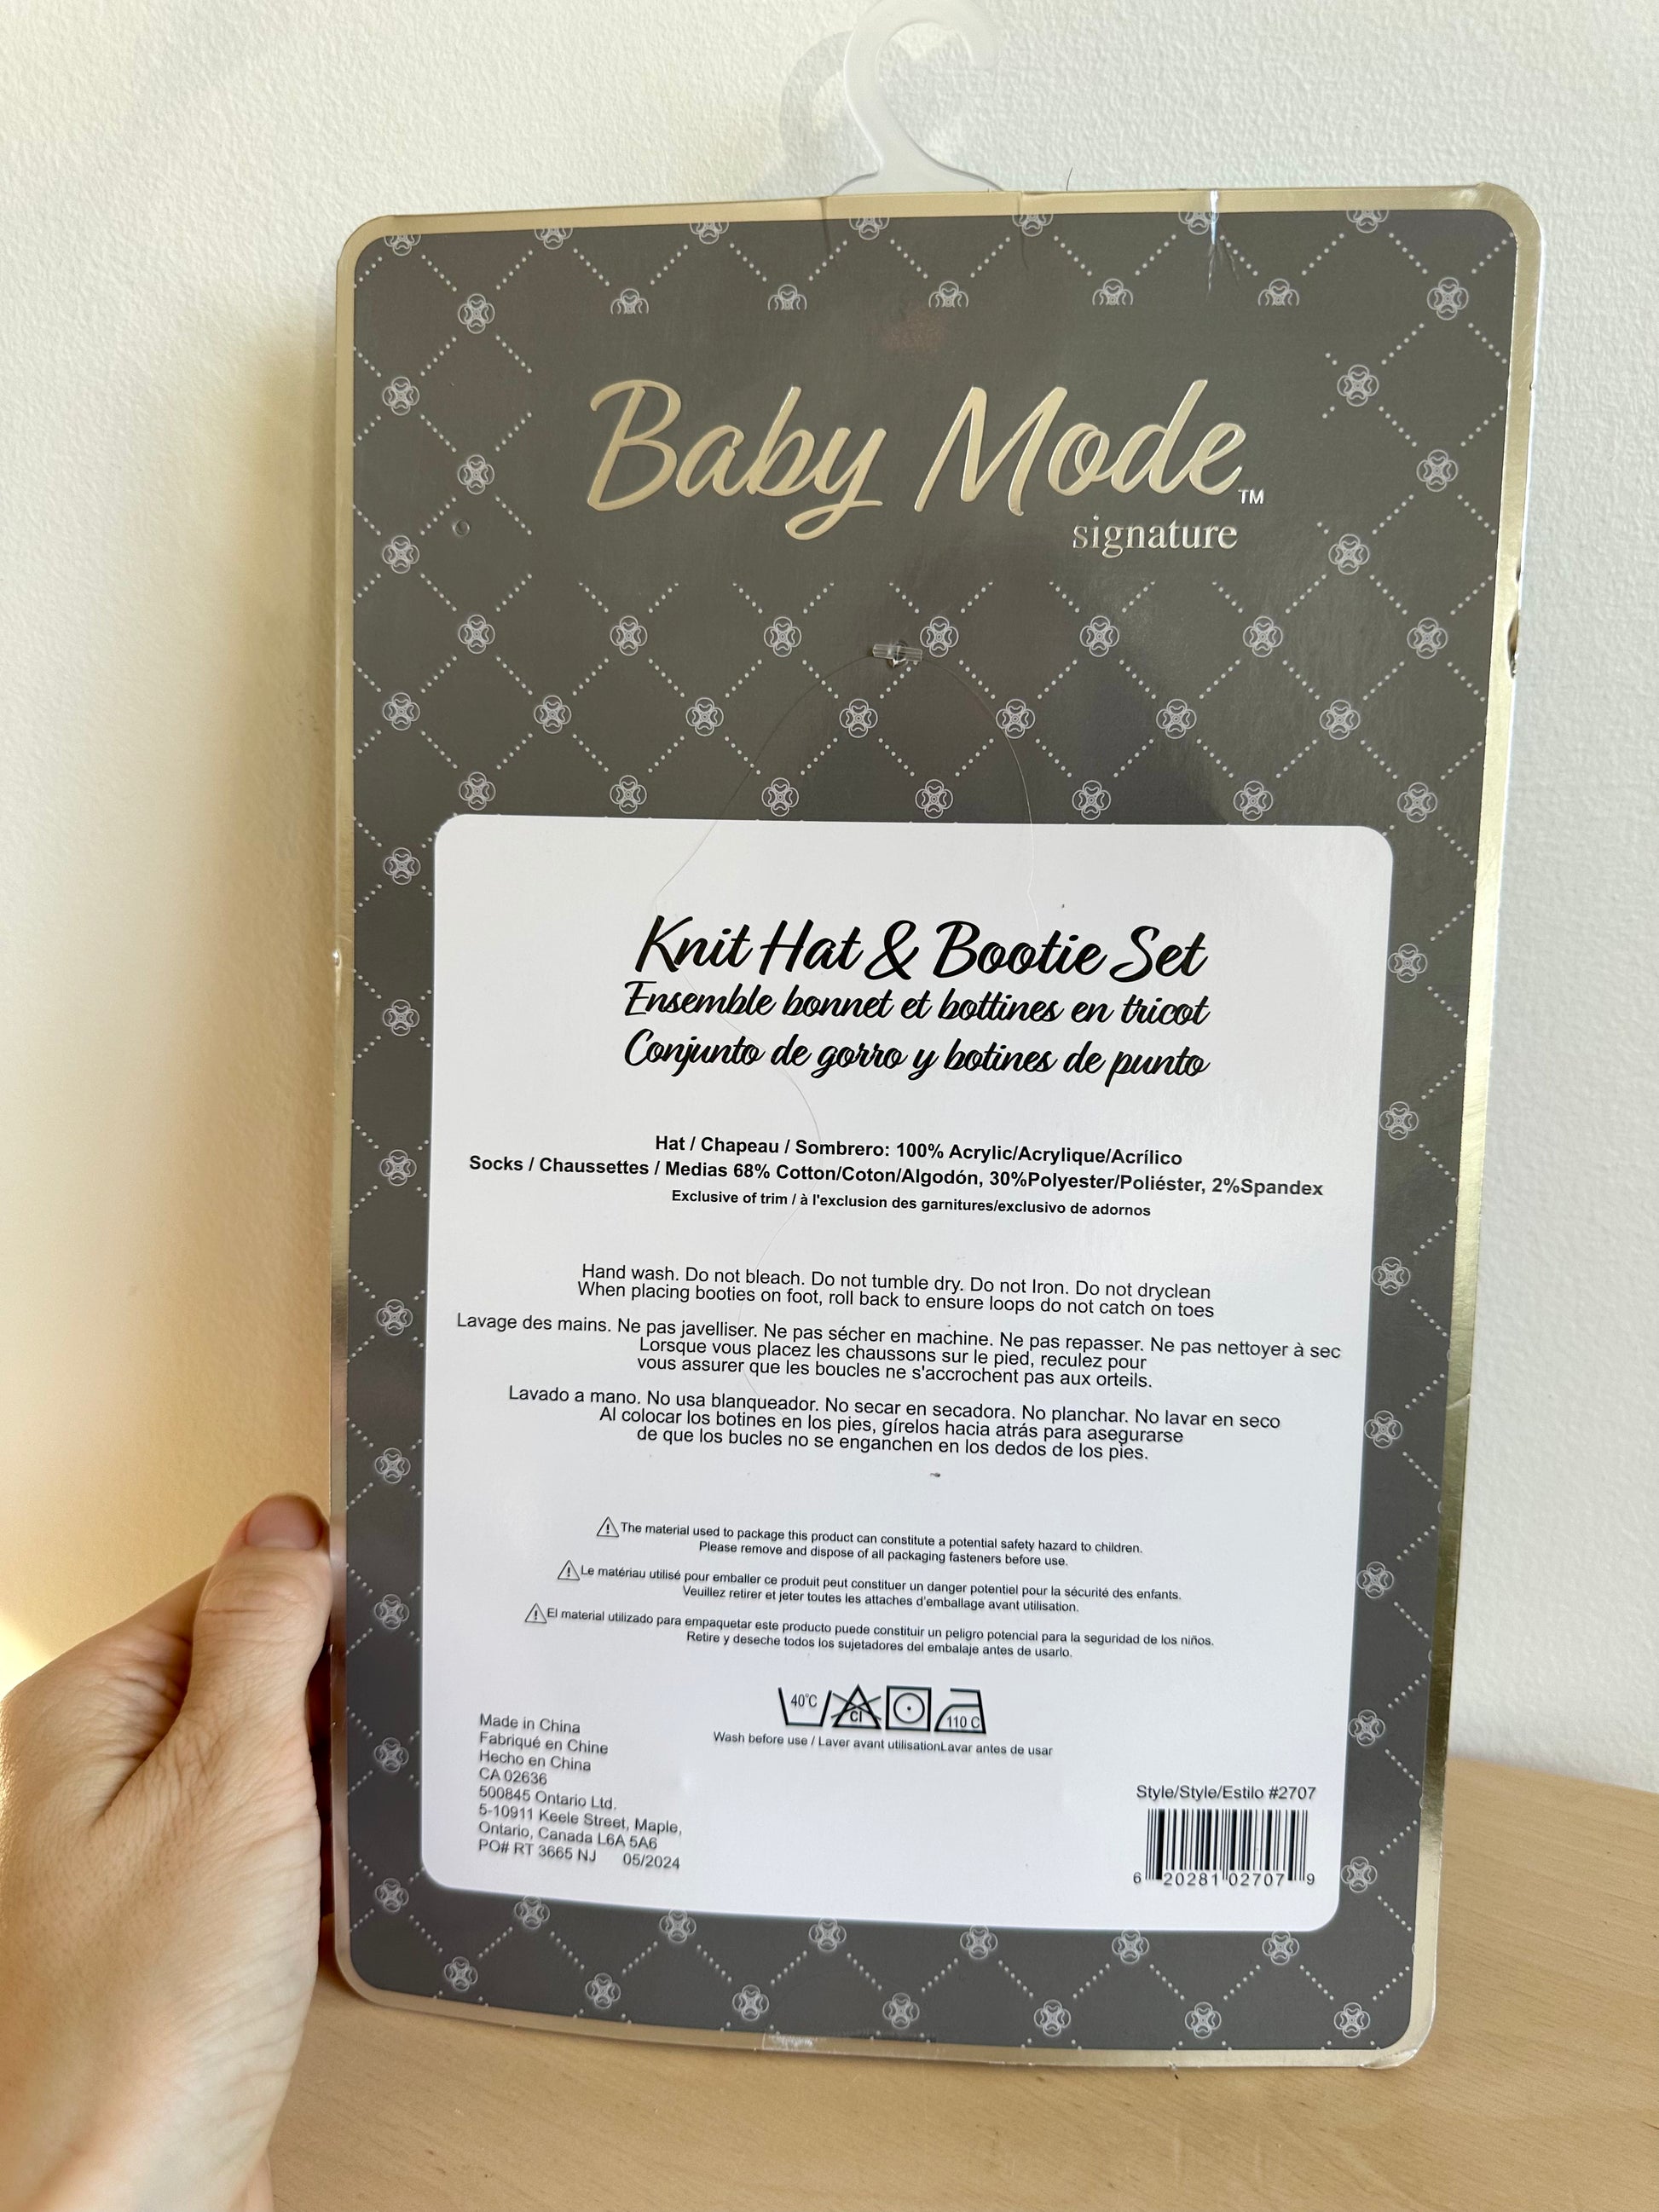 Baby Mode™
signature
Knit Hat & Bootie Set
Ensemble bonnet et bottines en tricot
Conjunto de gorro y botines de punto
Hat / Chapeau / Sombrero: 100% Acrylic/Acrylique/Acrílico
Socks / Chaussettes / Medias 68% Cotton/Coton/Algodón, 30%Polyester/Poliéster, 2%Spandex
Exclusive of trim / à l'exclusion des garnitures/exclusivo de adornos
Hand wash. Do not bleach. Do not tumble dry. Do not Iron. Do not dryclean
When placing booties on foot, roll back to ensure loops do not catch on toes
Lavage des mains. Ne pas javelliser. Ne pas sécher en machine. Ne pas repasser. Ne pas nettoyer à sec
Lorsque vous placez les chaussons sur le pied, reculez pour
vous assurer que les boucles ne s'accrochent pas aux orteils.
Lavado a mano. No usa blanqueador. No secar en secadora. No planchar. No lavar en seco
Al colocar los botines en los pies, gírelos hacia atrás para asegurarse
de que los bucles no se enganchen en los dedos de los pies.
The material used to package this product can constitute a potential safety hazard to children.
Please remove and dispose of all packaging fasteners before use.
Le matériau utilisé pour emballer ce produit peut constituer un danger potentiel pour la sécurité des enfants.
Veuillez retirer et jeter toutes les attaches d'emballage avant utilisation.
El material utilizado para empaquetar este producto puede constituir un peligro potencial para la seguridad de los niños.
Retire y deseche todos los sujetadores del embalaje antes de usarlo.
40°C Cl 110 C
Wash before use / Laver avant utilisationLavar antes de usar
Made in China
Fabriqué en Chine
Hecho en China
CA 02636
500845 Ontario Ltd.
5-10911 Keele Street, Maple,
Ontario, Canada L6A 5A6
PO# RT 3665 NJ 05/2024
Style/Style/Estilo #2707
6 20281 02707 9